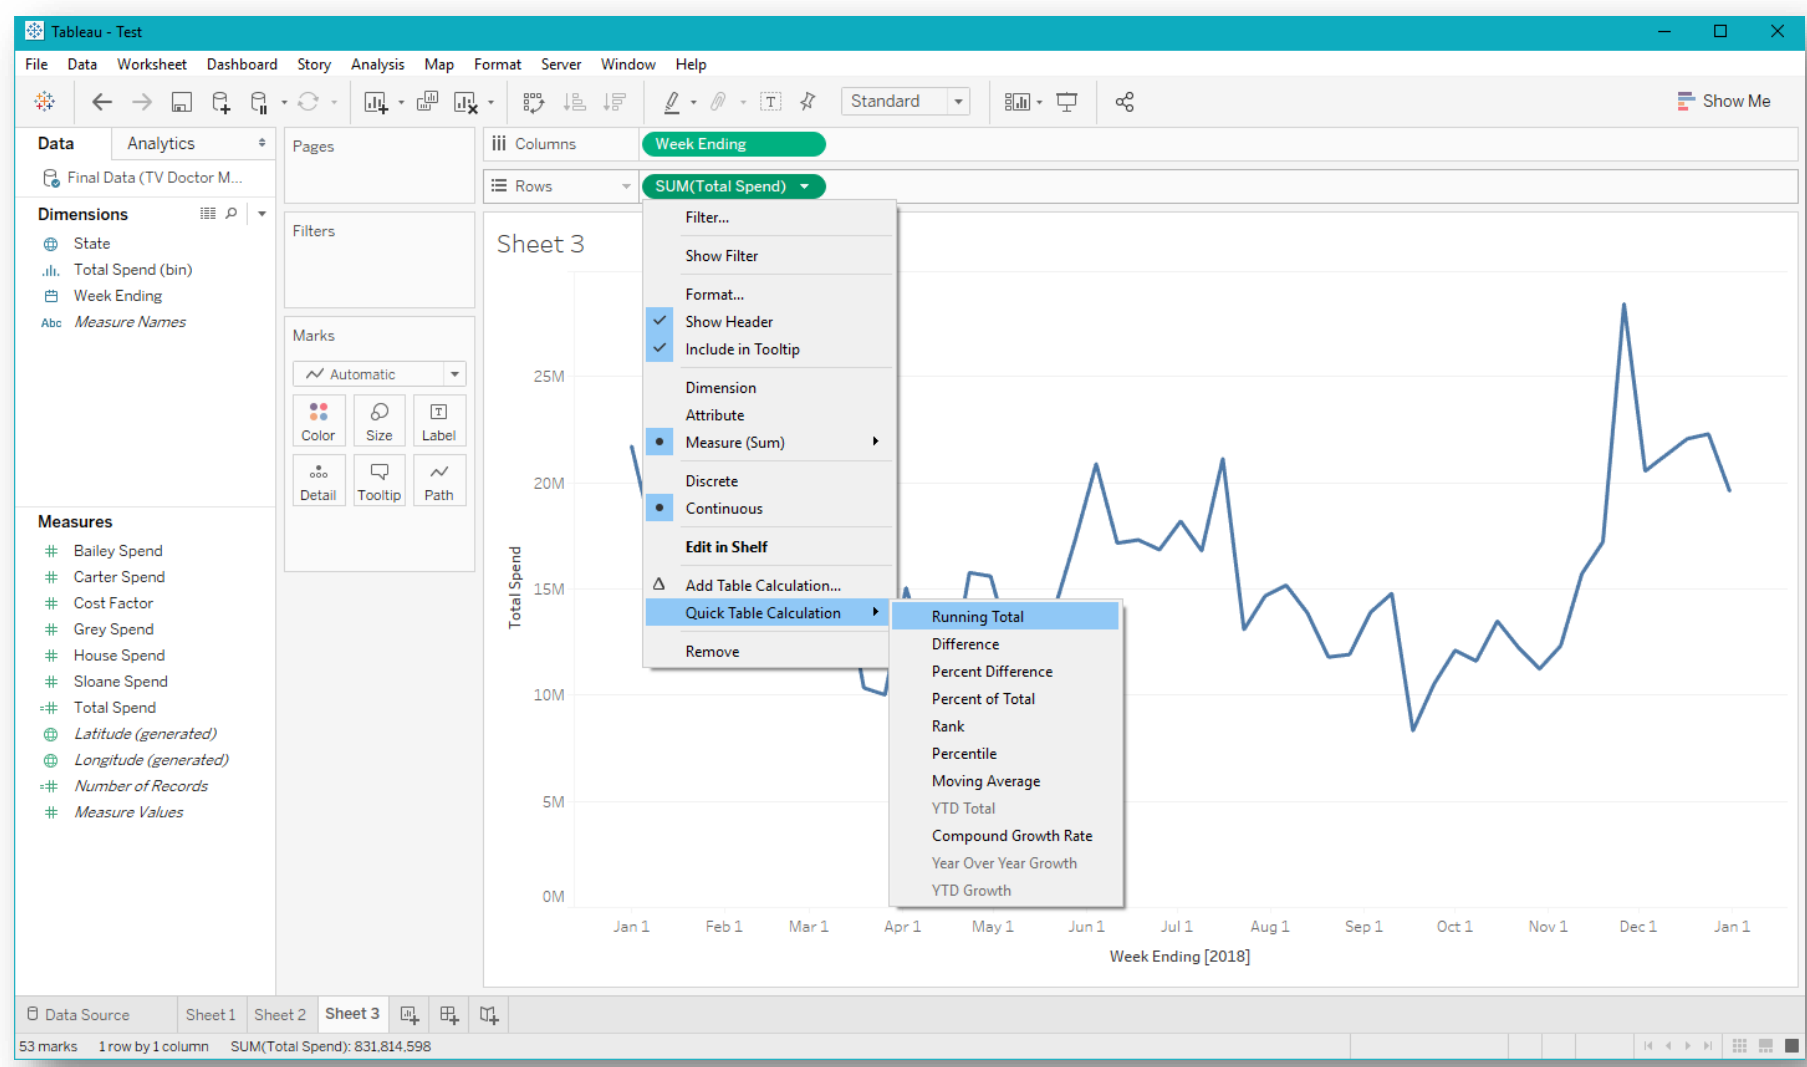 Tableau - Test
File Data Worksheet Dashboard Story Analysis Map Format Server Window Help
Standard
Show Me
Data Analytics
Final Data (TV Doctor M...
Dimensions
State
Total Spend (bin)
Week Ending
Abc Measure Names
Measures
Bailey Spend
Carter Spend
Cost Factor
Grey Spend
House Spend
Sloane Spend
Total Spend
Latitude (generated)
Longitude (generated)
Number of Records
Measure Values
Pages
Filters
Marks
Automatic
Color Size Label
Detail Tooltip Path
Columns Week Ending
Rows SUM(Total Spend)
Sheet 3
Filter...
Show Filter
Format...
Show Header
Include in Tooltip
Dimension
Attribute
Measure (Sum)
Discrete
Continuous
Edit in Shelf
Add Table Calculation...
Quick Table Calculation
Remove
Running Total
Difference
Percent Difference
Percent of Total
Rank
Percentile
Moving Average
YTD Total
Compound Growth Rate
Year Over Year Growth
YTD Growth
Total Spend
25M
20M
15M
10M
5M
0M
Jan 1 Feb 1 Mar 1 Apr 1 May 1 Jun 1 Jul 1 Aug 1 Sep 1 Oct 1 Nov 1 Dec 1 Jan 1
Week Ending [2018]
Data Source Sheet 1 Sheet 2 Sheet 3
53 marks 1 row by 1 column SUM(Total Spend): 831,814,598